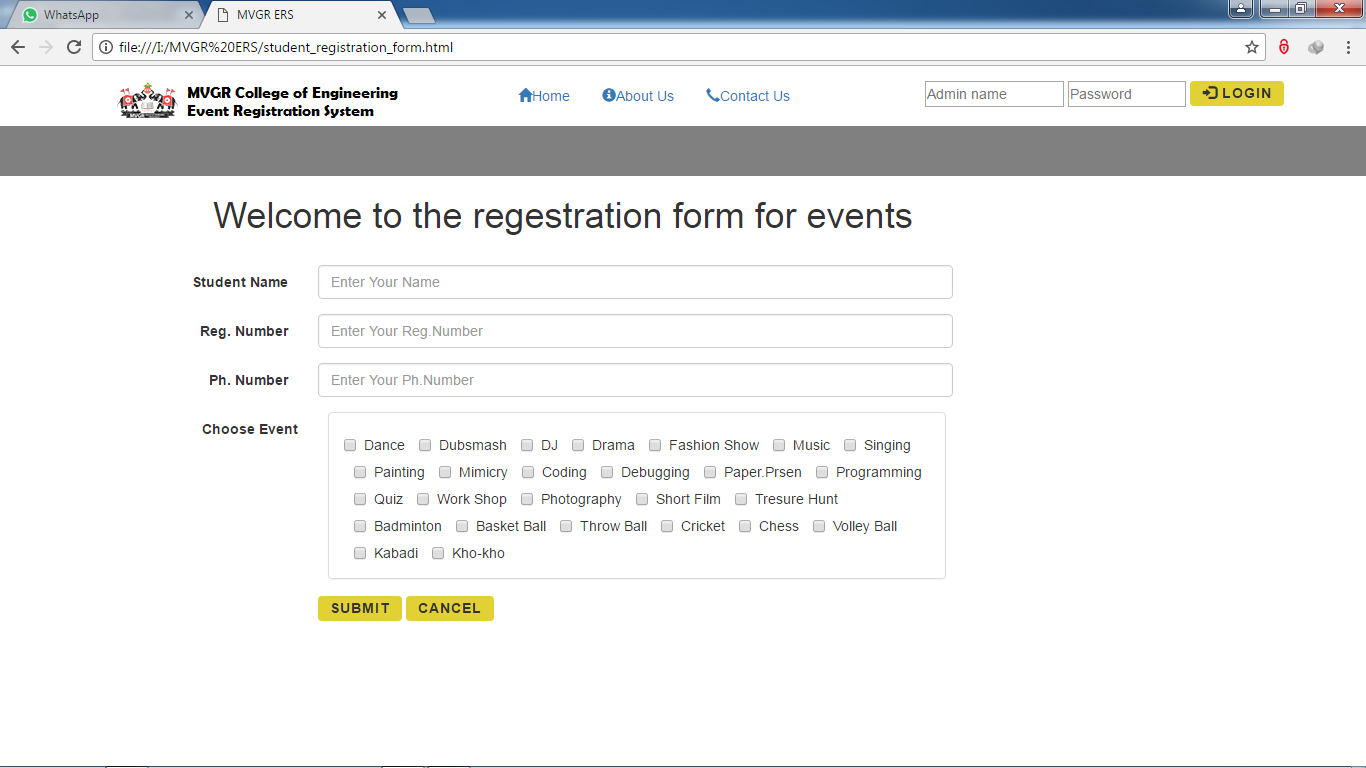 WhatsApp
MVGR ERS
file:///I:/MVGR%20ERS/student_registration_form.html
MVGR College of Engineering
Event Registration System
MVGR
Home About Us Contact Us
Admin name Password LOGIN
Welcome to the regestration form for events
Student Name Enter Your Name
Reg. Number Enter Your Reg.Number
Ph. Number Enter Your Ph.Number
Choose Event
Dance Dubsmash DJ Drama Fashion Show Music Singing
Painting Mimicry Coding Debugging Paper.Prsen Programming
Quiz Work Shop Photography Short Film Tresure Hunt
Badminton Basket Ball Throw Ball Cricket Chess Volley Ball
Kabadi Kho-kho
SUBMIT CANCEL